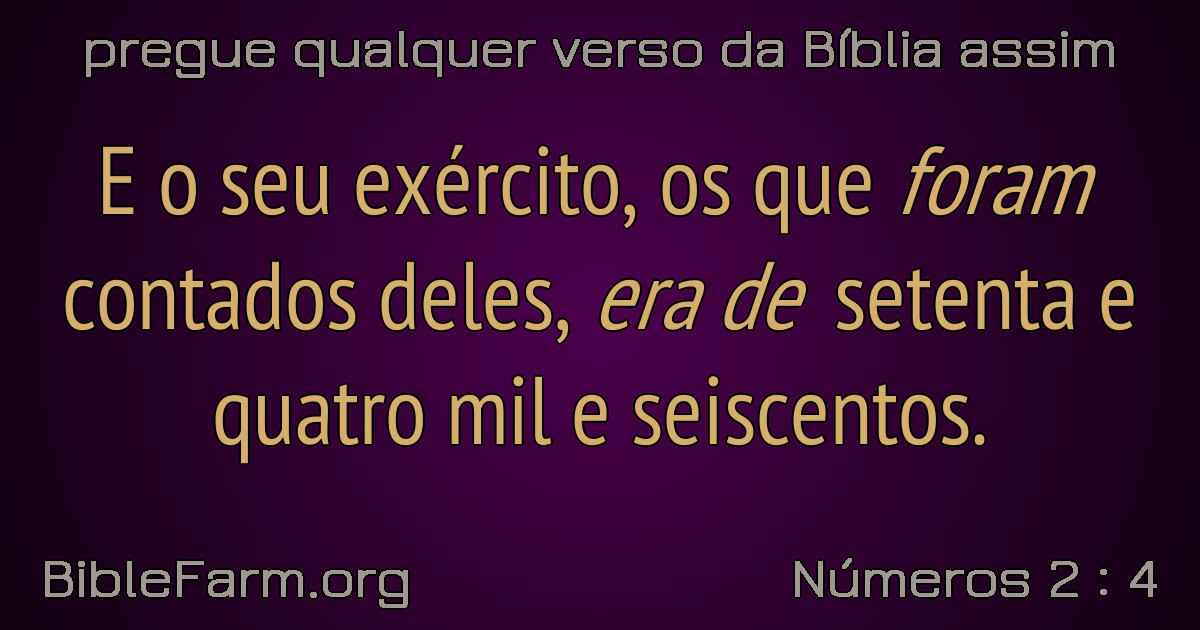 pregue qualquer verso da Bíblia assim
E o seu exército, os que foram
contados deles, era de setenta e
quatro mil e seiscentos.
BibleFarm.org
Números 2 : 4